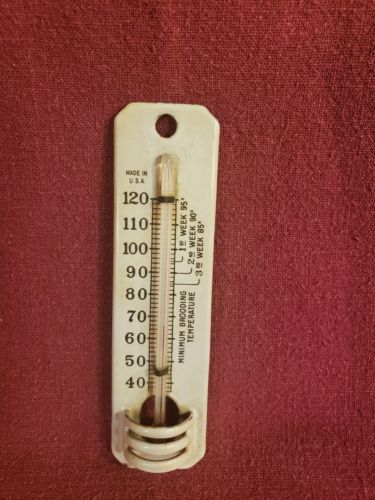 MADE IN
U.S.A.
120
110
100
90
80
70
60
50
40
1ST WEEK 95°
2ND WEEK 90°
3RD WEEK 85°
MINIMUM BROODING
TEMPERATURE